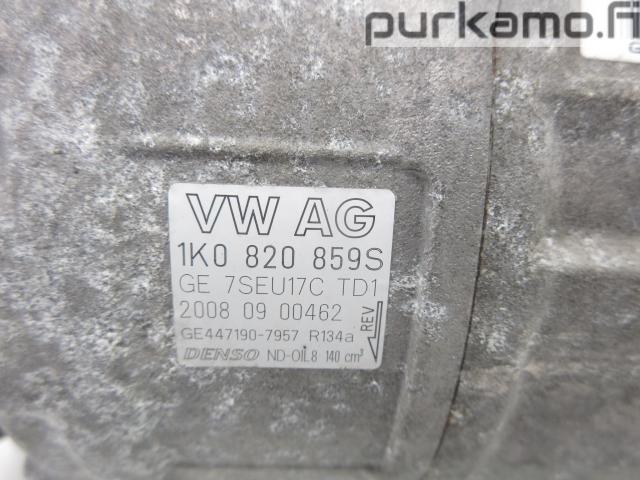 purkamo.fi
VW AG
1K0 820 859S
GE 7SEU17C TD1
2008 09 00462
REV
GE447190-7957 R134a
DENSO ND-OIL8 140 cm³